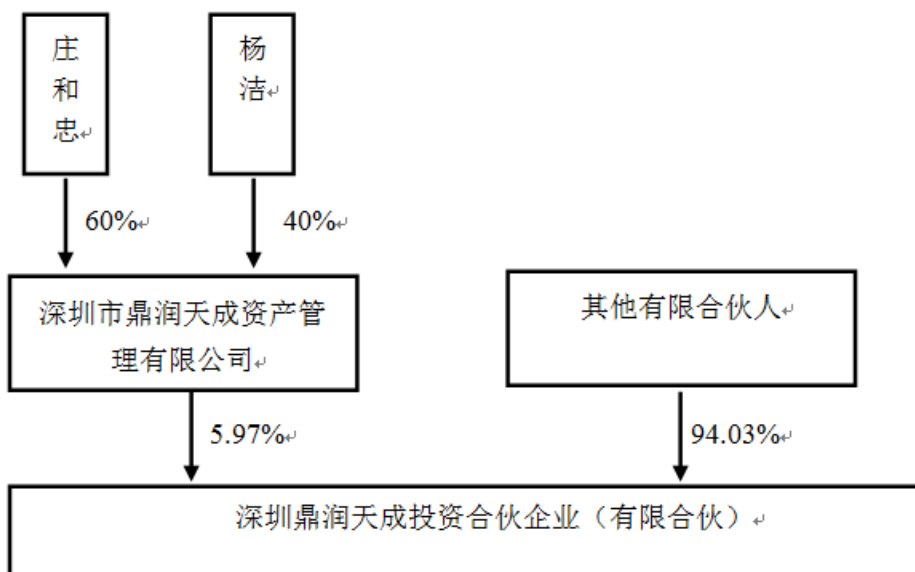 庄
和
忠
杨
洁
60%
40%
深圳市鼎润天成资产管
理有限公司
其他有限合伙人
5.97%
94.03%
深圳鼎润天成投资合伙企业（有限合伙）